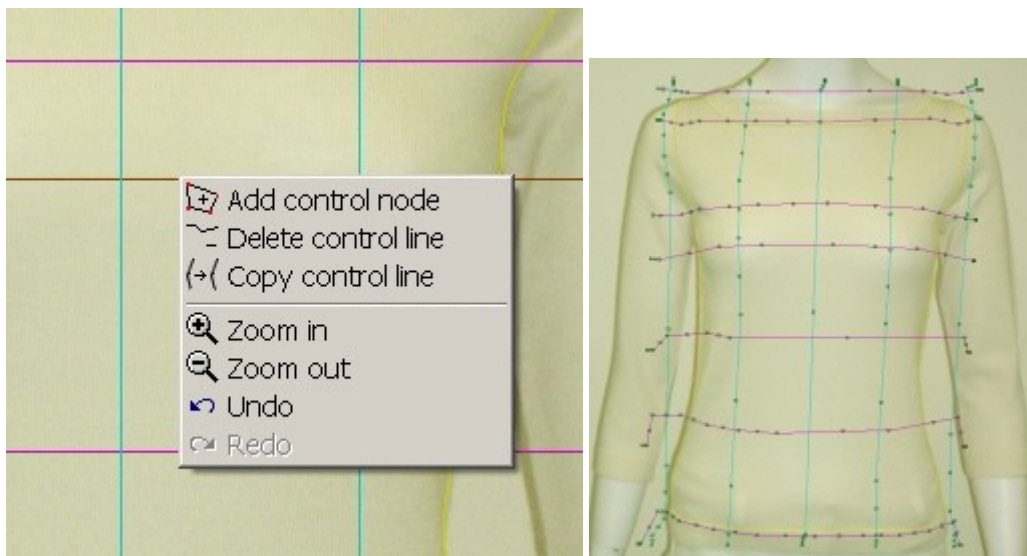 Add control node
Delete control line
Copy control line
Zoom in
Zoom out
Undo
Redo